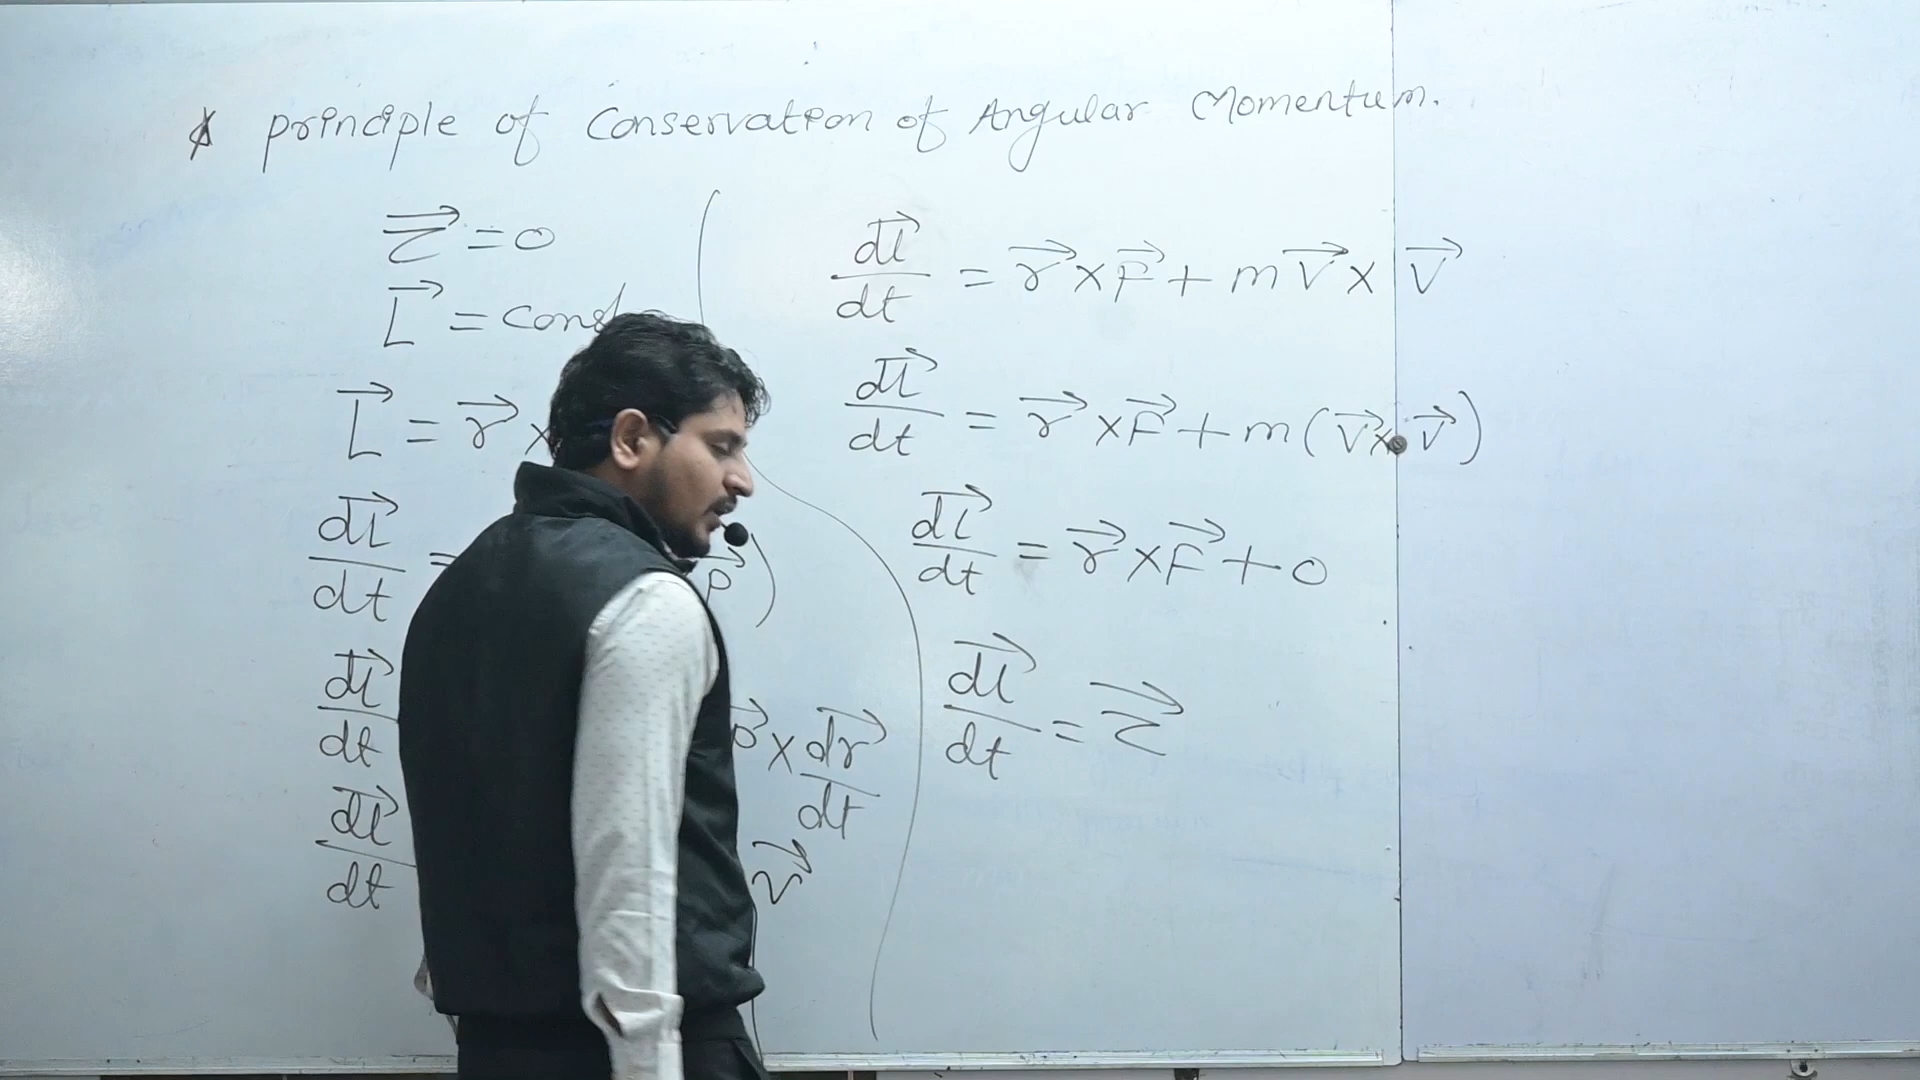 * principle of Conservation of Angular Momentum.
τ⃗ = 0
L⃗ = const
L⃗ = r⃗ ×
dL⃗/dt = p⃗)
dL⃗/dt p⃗ × dr⃗/dt
dL⃗/dt v⃗
dL⃗/dt = r⃗ × F⃗ + m v⃗ × v⃗
dL⃗/dt = r⃗ × F⃗ + m (v⃗ × v⃗)
dL⃗/dt = r⃗ × F⃗ + 0
dL⃗/dt = τ⃗